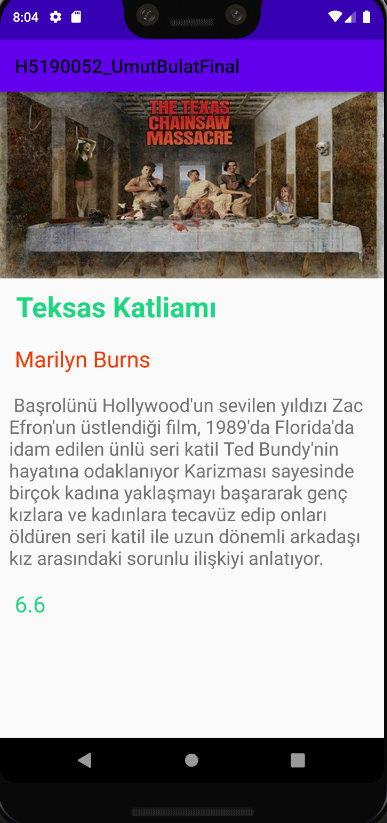 8:04
H5190052_UmutBulatFinal
THE TEXAS
CHAINSAW
MASSACRE
Teksas Katliamı
Marilyn Burns
Başrolünü Hollywood'un sevilen yıldızı Zac
Efron'un üstlendiği film, 1989'da Florida'da
idam edilen ünlü seri katil Ted Bundy'nin
hayatına odaklanıyor Karizması sayesinde
birçok kadına yaklaşmayı başararak genç
kızlara ve kadınlara tecavüz edip onları
öldüren seri katil ile uzun dönemli arkadaşı
kız arasındaki sorunlu ilişkiyi anlatıyor.
6.6